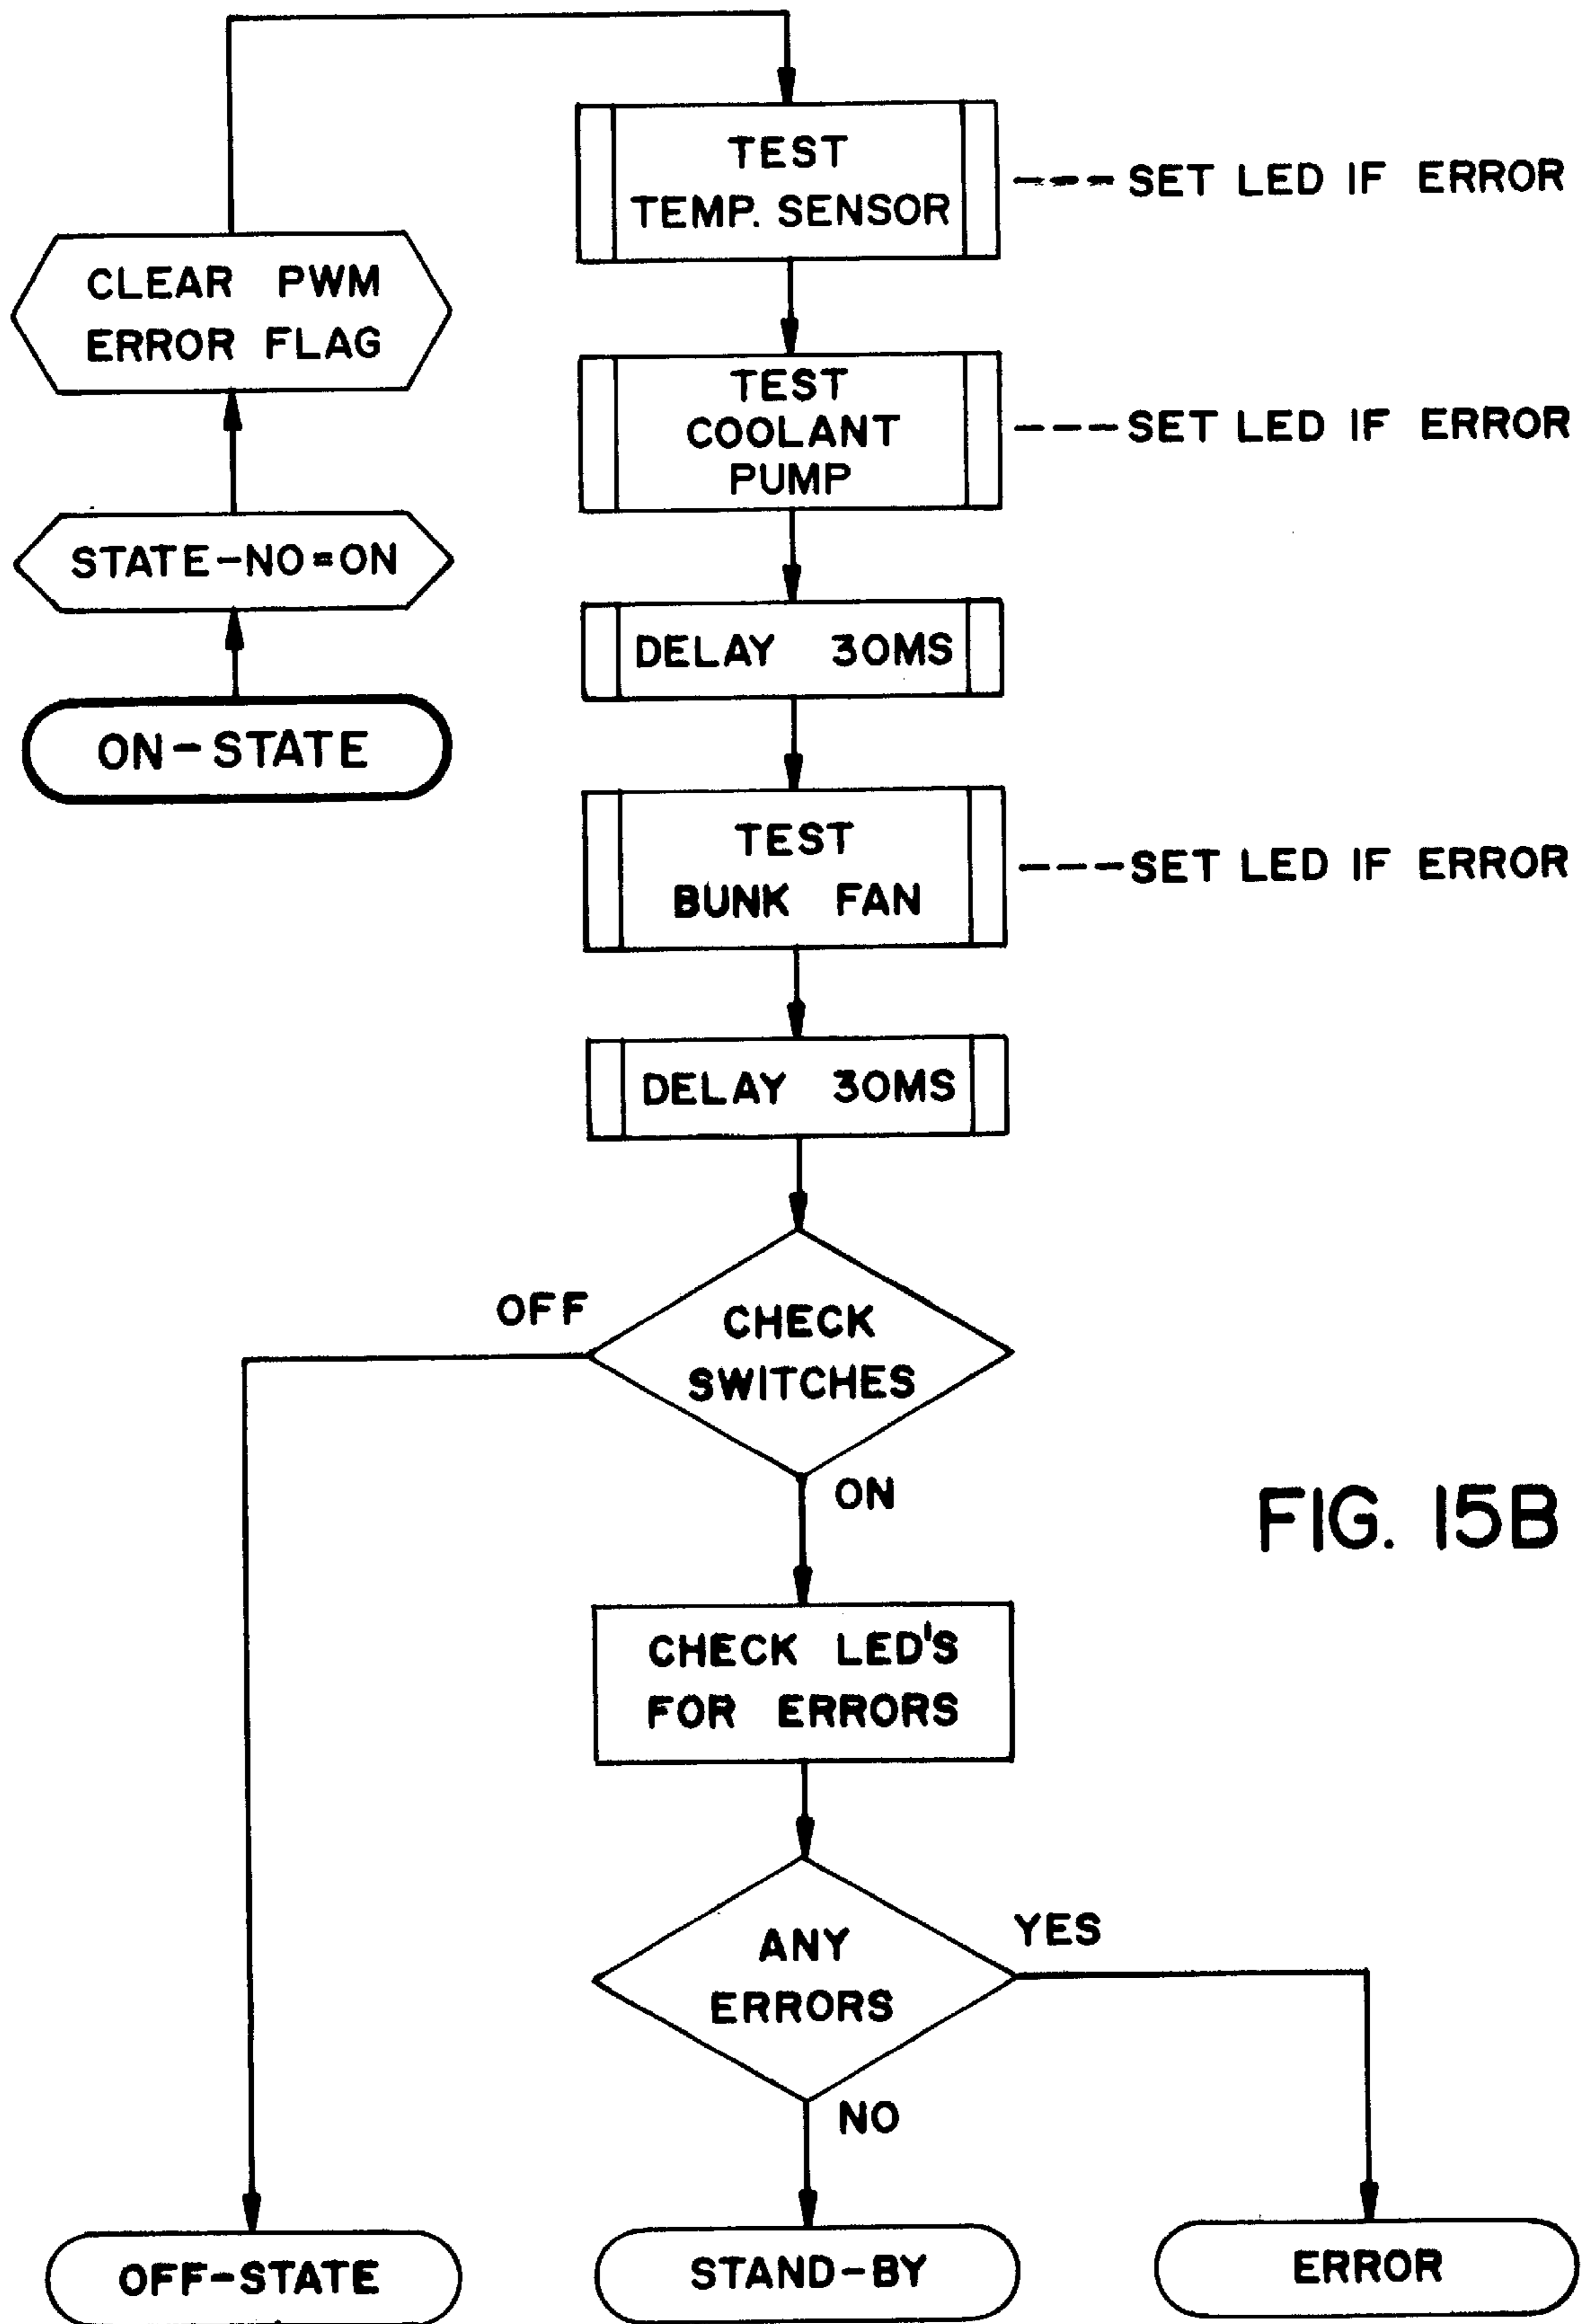 TEST
TEMP. SENSOR
--- SET LED IF ERROR
CLEAR PWM
ERROR FLAG
TEST
COOLANT
PUMP
--- SET LED IF ERROR
STATE-NO=ON
DELAY 30MS
ON-STATE
TEST
BUNK FAN
--- SET LED IF ERROR
DELAY 30MS
OFF
CHECK
SWITCHES
ON
FIG. 15B
CHECK LED'S
FOR ERRORS
ANY
ERRORS
YES
NO
OFF-STATE
STAND-BY
ERROR